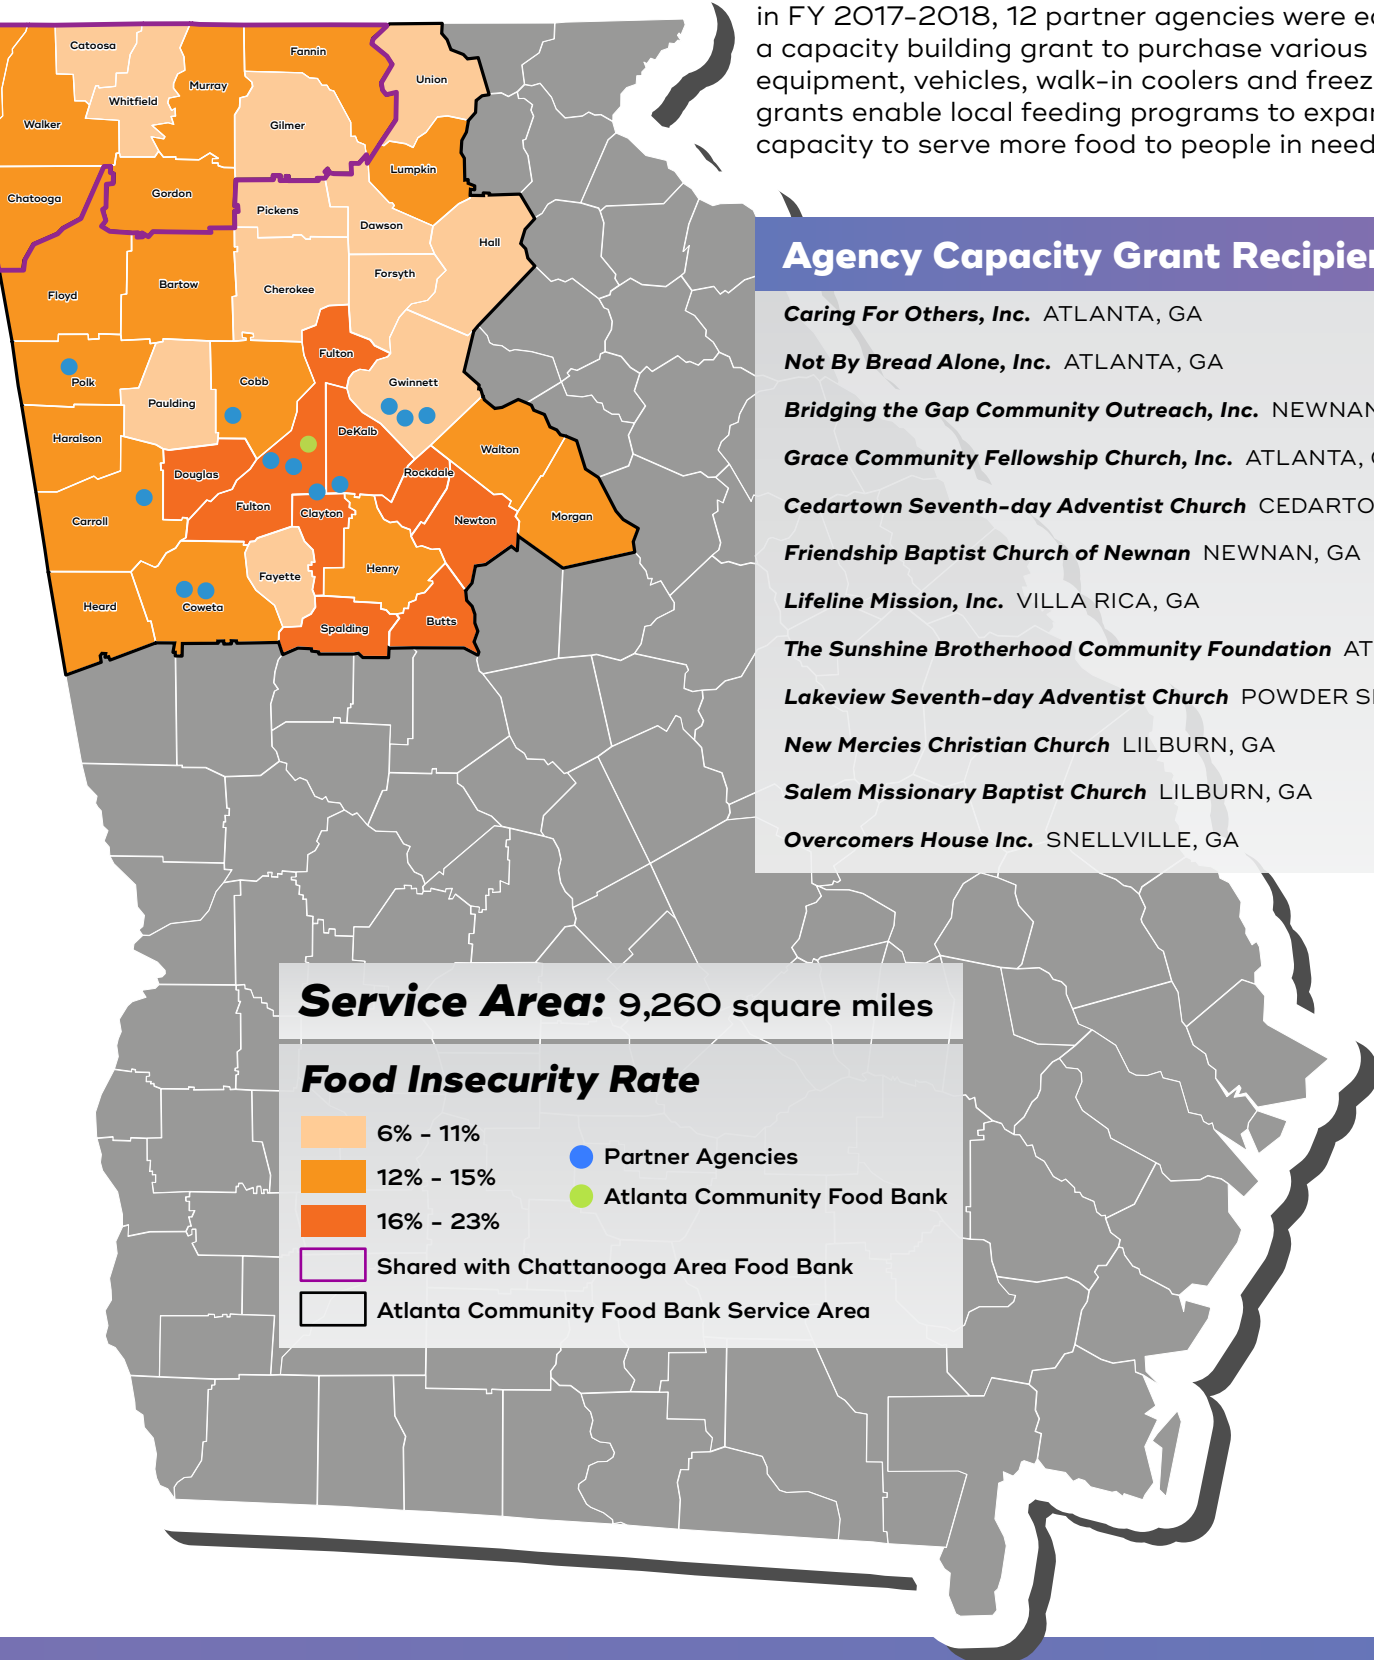 in FY 2017-2018, 12 partner agencies were
a capacity building grant to purchase various
equipment, vehicles, walk-in coolers and
grants enable local feeding programs to
capacity to serve more food to people in need
Agency Capacity Grant
Caring For Others, Inc. ATLANTA, GA
Not By Bread Alone, Inc. ATLANTA, GA
Bridging the Gap Community Outreach, Inc. NEWNAN
Grace Community Fellowship Church, Inc. ATLANTA,
Cedartown Seventh-day Adventist Church
Friendship Baptist Church of Newnan NEWNAN, GA
Lifeline Mission, Inc. VILLA RICA, GA
The Sunshine Brotherhood Community Foundation
Lakeview Seventh-day Adventist Church POWDER
New Mercies Christian Church LILBURN, GA
Salem Missionary Baptist Church LILBURN, GA
Overcomers House Inc. SNELLVILLE, GA
Catoosa
Fannin
Union
Murray
Whitfield
Walker
Gilmer
Lumpkin
Chatooga
Gordon
Pickens
Dawson
Hall
Forsyth
Bartow
Cherokee
Floyd
Fulton
Polk
Cobb
Gwinnett
Paulding
DeKalb
Haralson
Walton
Douglas
Rockdale
Fulton
Clayton
Carroll
Newton
Morgan
Henry
Fayette
Heard
Coweta
Butts
Spalding
Service Area: 9,260 square miles
Food Insecurity Rate
6% - 11%
12% - 15%
16% - 23%
Partner Agencies
Atlanta Community Food Bank
Shared with Chattanooga Area Food Bank
Atlanta Community Food Bank Service Area